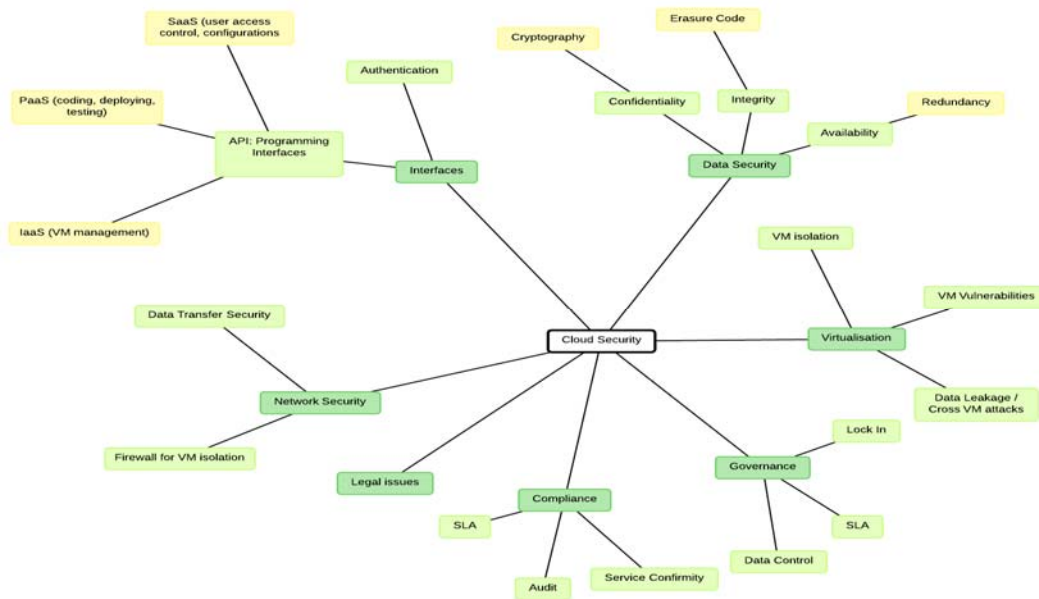 SaaS (user access
control, configurations
Erasure Code
Cryptography
Authentication
PaaS (coding, deploying,
testing)
Confidentiality
Integrity
Redundancy
Availability
API: Programming
Interfaces
Interfaces
Data Security
IaaS (VM management)
VM isolation
VM Vulnerabilities
Data Transfer Security
Cloud Security
Virtualisation
Network Security
Data Leakage /
Cross VM attacks
Lock In
Firewall for VM isolation
Legal issues
Governance
Compliance
SLA
SLA
Data Control
Service Confirmity
Audit